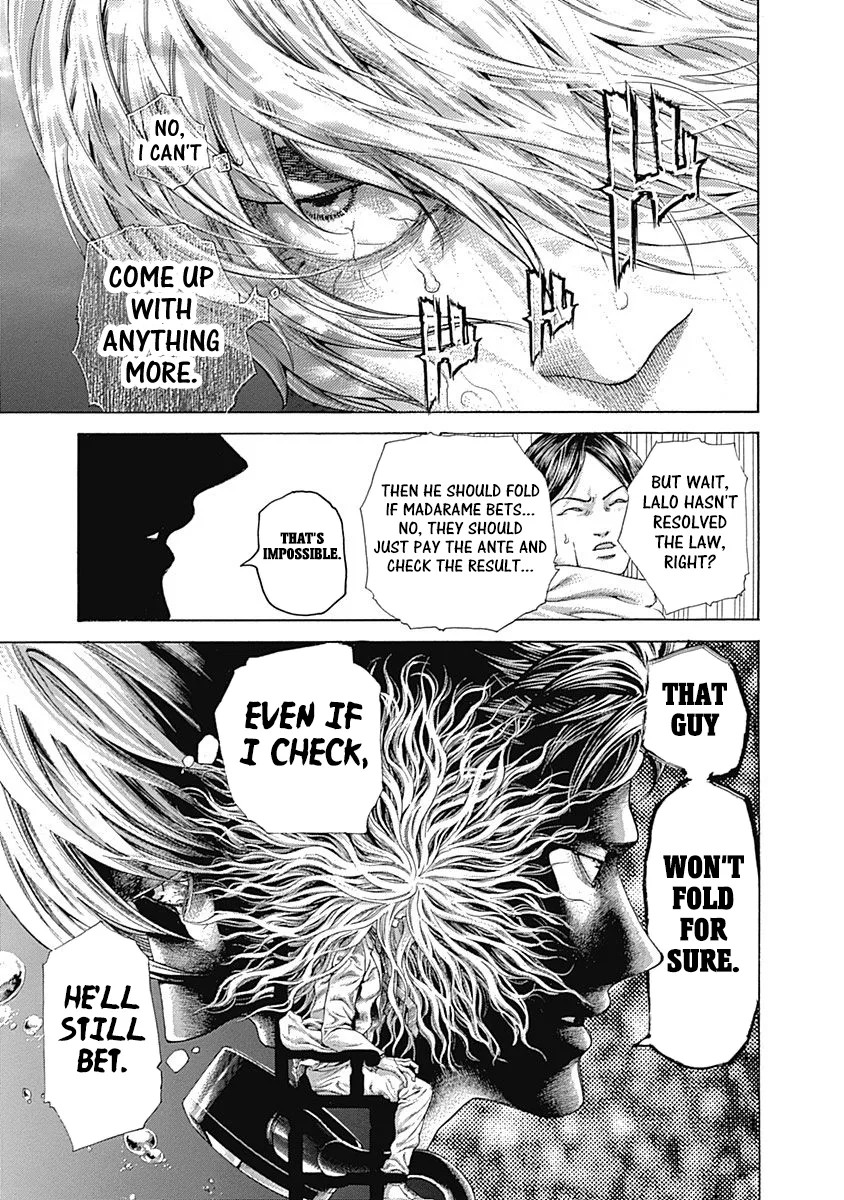 NO,
I CAN'T
COME UP
WITH
ANYTHING
MORE.
BUT WAIT,
LALO HASN'T
RESOLVED
THE LAW,
RIGHT?
THEN HE SHOULD FOLD
IF MADARAME BETS...
NO, THEY SHOULD
JUST PAY THE ANTE AND
CHECK THE RESULT...
THAT'S
IMPOSSIBLE.
THAT
GUY
WON'T
FOLD
FOR
SURE.
EVEN IF
I CHECK,
HE'LL
STILL
BET.